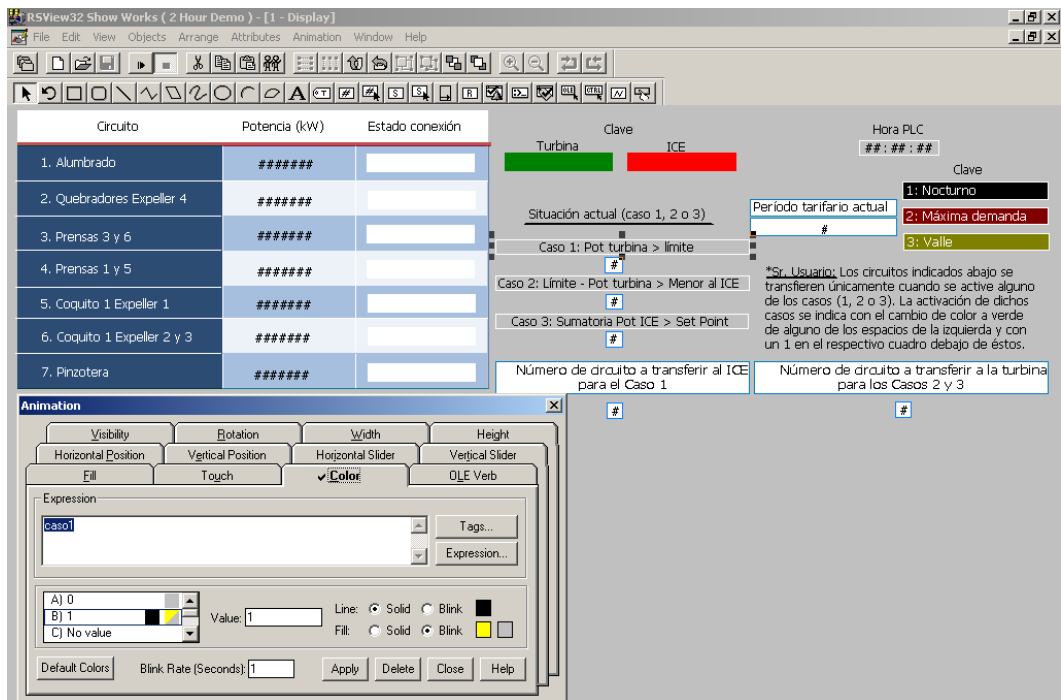 RSView32 Show Works ( 2 Hour Demo ) - [1 - Display]
File Edit View Objects Arrange Attributes Animation Window Help
Circuito Potencia (kW) Estado conexión
1. Alumbrado #######
2. Quebradores Expeller 4 #######
3. Prensas 3 y 6 #######
4. Prensas 1 y 5 #######
5. Coquito 1 Expeller 1 #######
6. Coquito 1 Expeller 2 y 3 #######
7. Pinzotera #######
Clave
Turbina ICE
Situación actual (caso 1, 2 o 3)
Caso 1: Pot turbina > límite
#
Caso 2: Límite - Pot turbina > Menor al ICE
#
Caso 3: Sumatoria Pot ICE > Set Point
#
Número de circuito a transferir al ICE
para el Caso 1
#
Hora PLC
## : ## : ##
Clave
1: Nocturno
2: Máxima demanda
3: Valle
Período tarifario actual
#
*Sr. Usuario: Los circuitos indicados abajo se
transfieren únicamente cuando se active alguno
de los casos (1, 2 o 3). La activación de dichos
casos se indica con el cambio de color a verde
de alguno de los espacios de la izquierda y con
un 1 en el respectivo cuadro debajo de éstos.
Número de circuito a transferir a la turbina
para los Casos 2 y 3
#
Animation
Visibility Rotation Width Height
Horizontal Position Vertical Position Horizontal Slider Vertical Slider
Fill Touch Color OLE Verb
Expression
caso1
Tags...
Expression...
A) 0
B) 1
C) No value
Value: 1
Line: Solid Blink
Fill: Solid Blink
Default Colors Blink Rate (Seconds): 1 Apply Delete Close Help